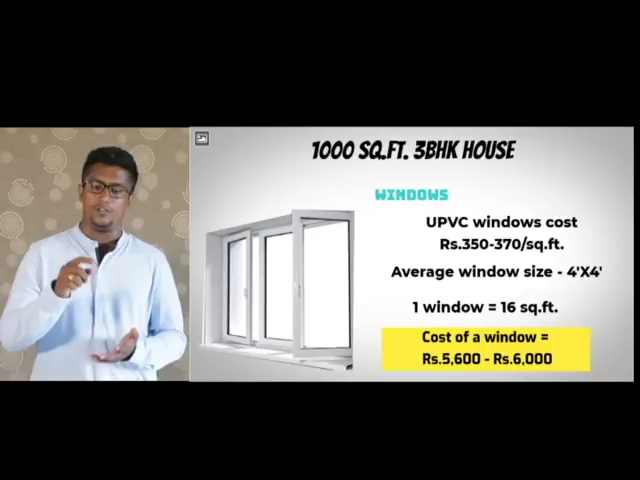 1000 SQ.FT. 3BHK HOUSE
WINDOWS
UPVC windows cost
Rs.350-370/sq.ft.
Average window size - 4'X4'
1 window = 16 sq.ft.
Cost of a window =
Rs.5,600 - Rs.6,000